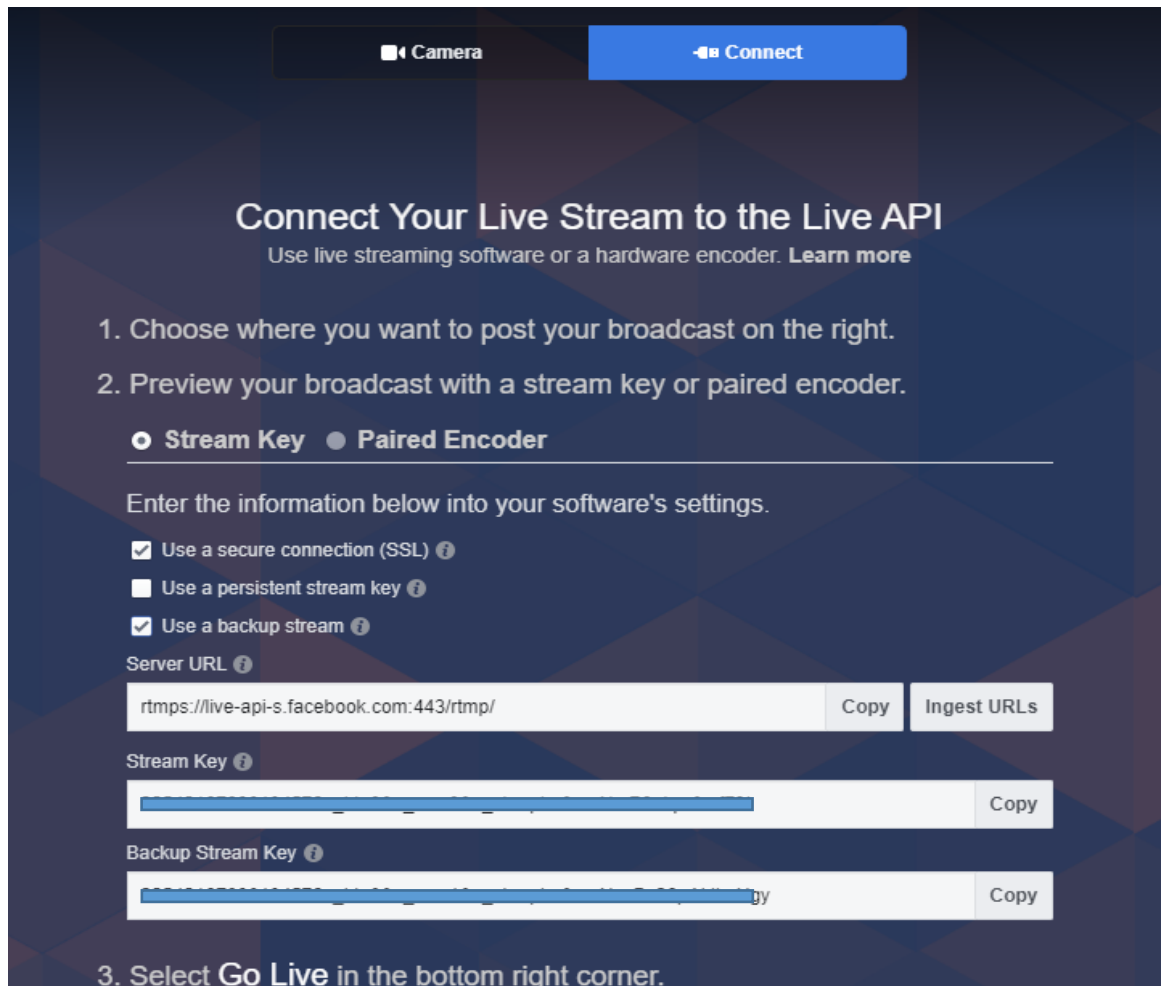 Camera
Connect
Connect Your Live Stream to the Live API
Use live streaming software or a hardware encoder. Learn more
1. Choose where you want to post your broadcast on the right.
2. Preview your broadcast with a stream key or paired encoder.
Stream Key Paired Encoder
Enter the information below into your software's settings.
Use a secure connection (SSL)
Use a persistent stream key
Use a backup stream
Server URL
rtmps://live-api-s.facebook.com:443/rtmp/ Copy Ingest URLs
Stream Key
Copy
Backup Stream Key
gy Copy
3. Select Go Live in the bottom right corner.